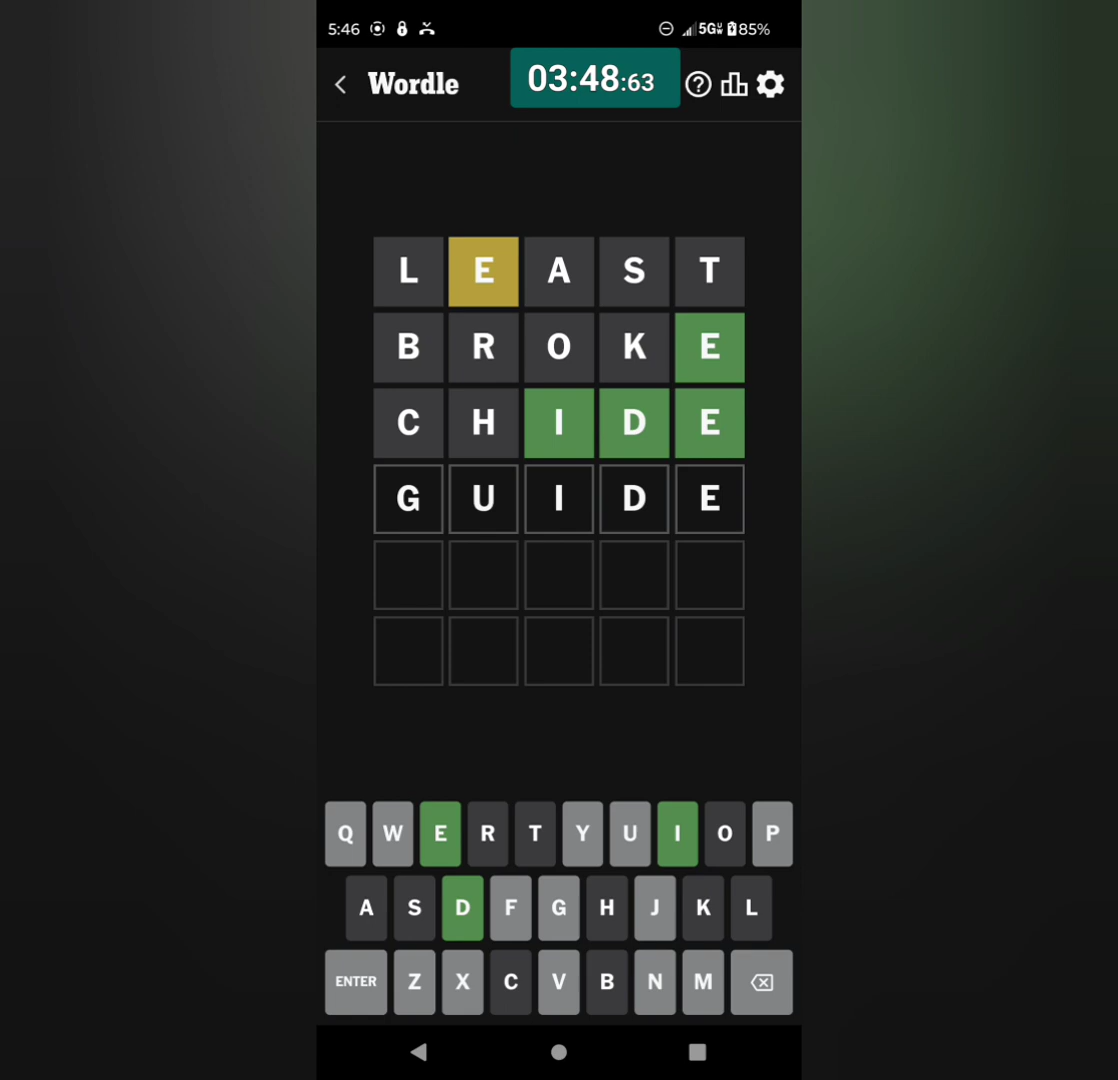 5:46 5G 85%
Wordle 03:48:63
L E A S T
B R O K E
C H I D E
G U I D E
Q W E R T Y U I O P
A S D F G H J K L
ENTER Z X C V B N M